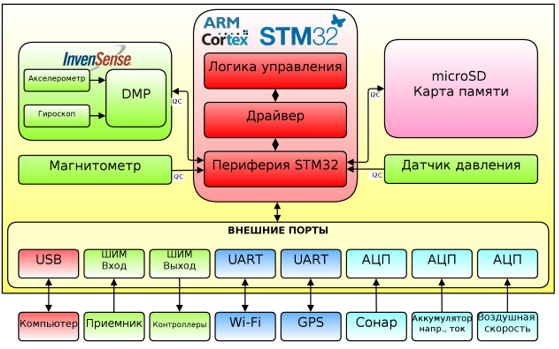 ARM
Cortex
STM32
InvenSense
Акселерометр
Гироскоп
DMP
I2C
Логика управления
Драйвер
Периферия STM32
microSD
Карта памяти
I2C
Магнитометр
I2C
Датчик давления
I2C
ВНЕШНИЕ ПОРТЫ
USB
ШИМ
Вход
ШИМ
Выход
UART
UART
АЦП
АЦП
АЦП
Компьютер
Приемник
Контроллеры
Wi-Fi
GPS
Сонар
Аккумулятор
напр., ток
Воздушная
скорость